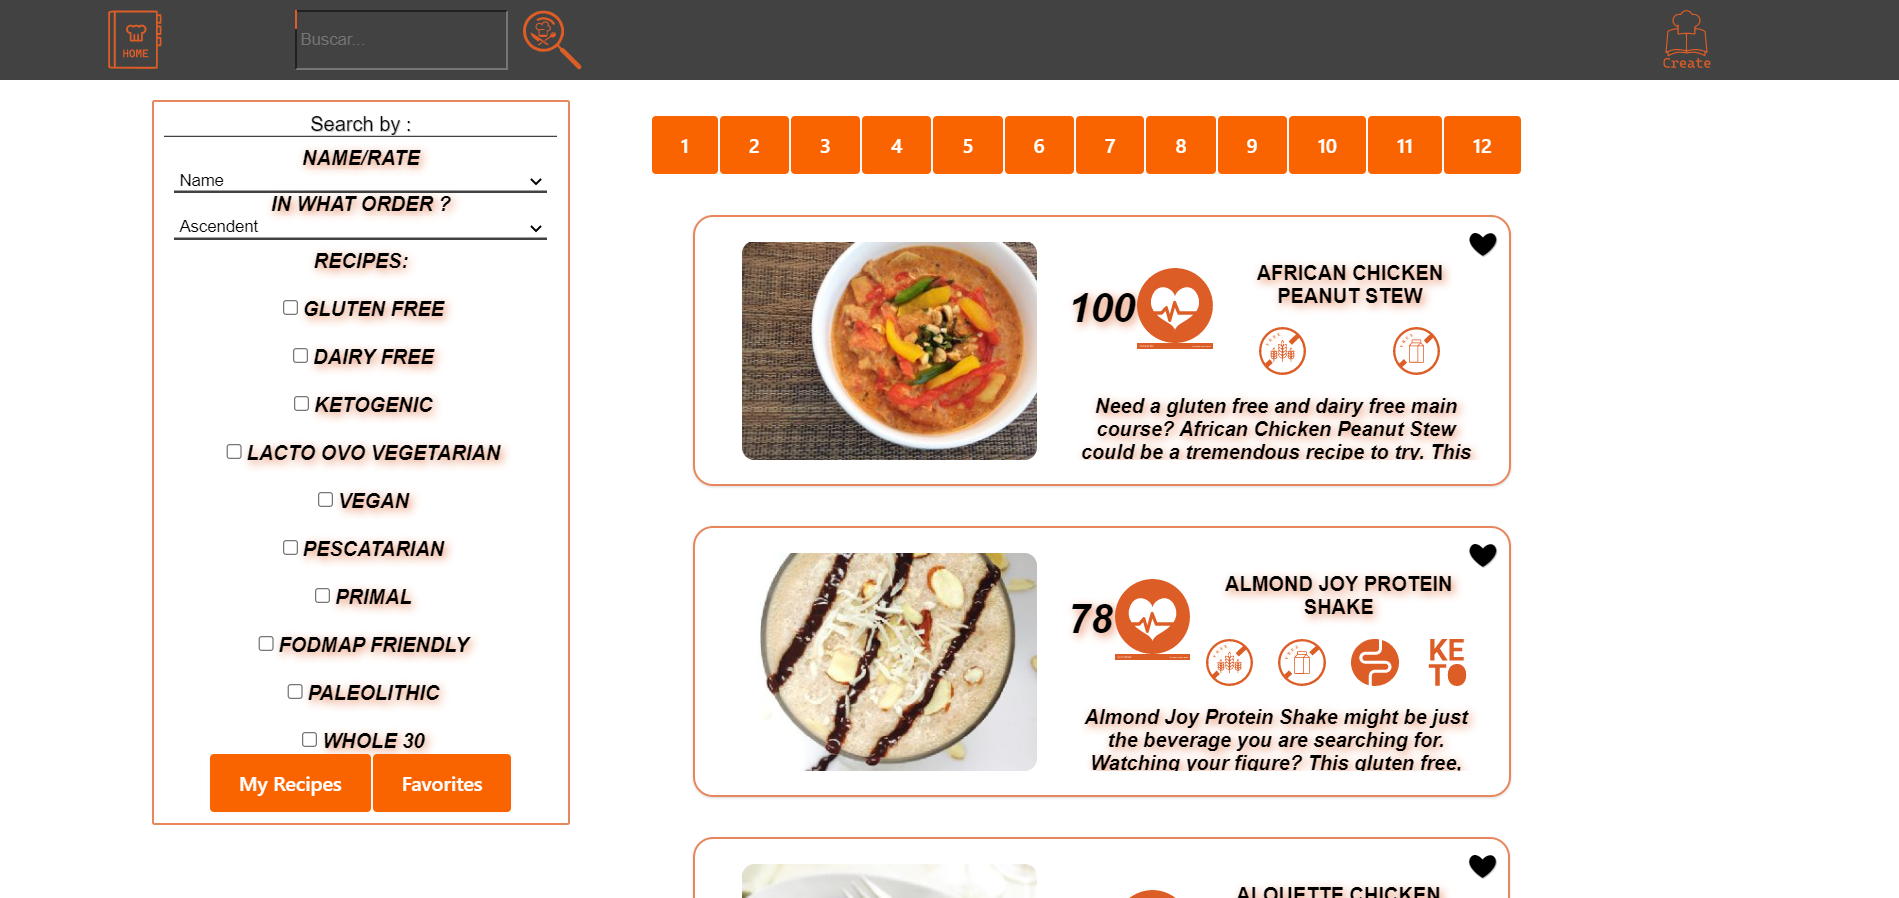 HOME
Buscar...
Create
Search by :
NAME/RATE
Name
IN WHAT ORDER ?
Ascendent
RECIPES:
GLUTEN FREE
DAIRY FREE
KETOGENIC
LACTO OVO VEGETARIAN
VEGAN
PESCATARIAN
PRIMAL
FODMAP FRIENDLY
PALEOLITHIC
WHOLE 30
My Recipes Favorites
1 2 3 4 5 6 7 8 9 10 11 12
100
AFRICAN CHICKEN
PEANUT STEW
FREE FREE
Need a gluten free and dairy free main
course? African Chicken Peanut Stew
could be a tremendous recipe to try. This
78
ALMOND JOY PROTEIN
SHAKE
FREE FREE
KE
TO
Almond Joy Protein Shake might be just
the beverage you are searching for.
Watching your figure? This gluten free,
ALOUETTE CHICKEN